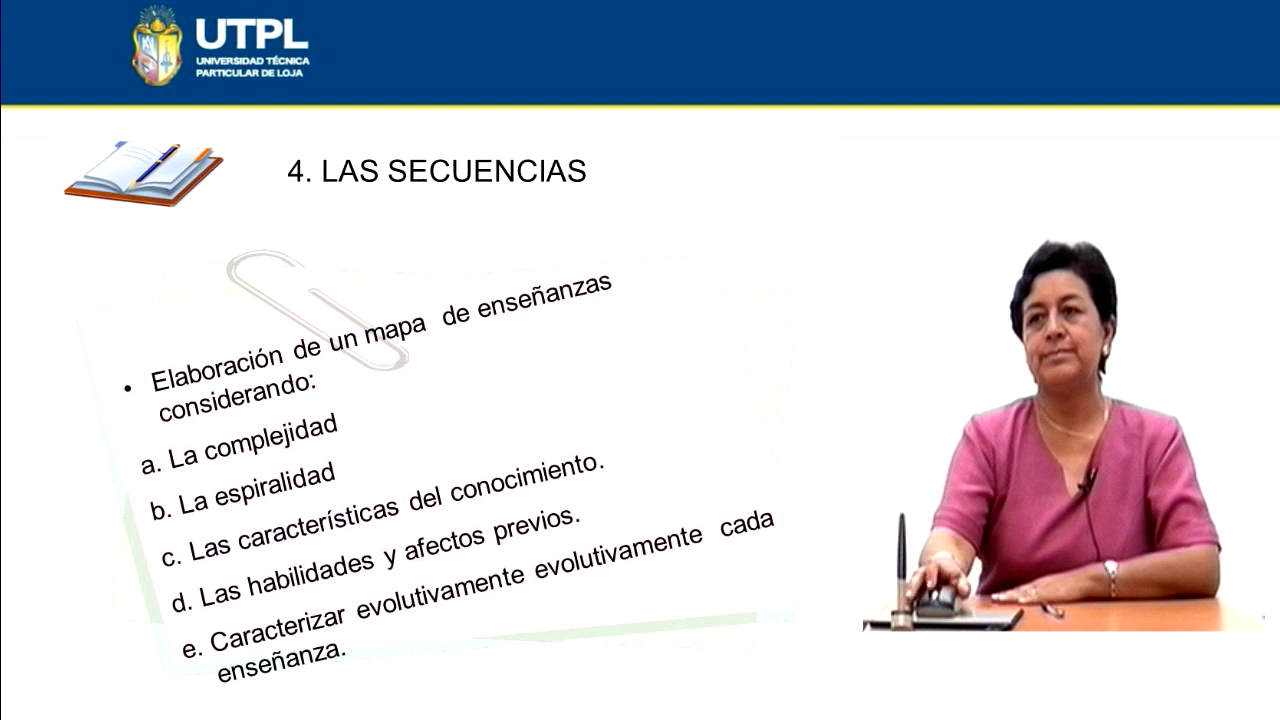 UTPL
UNIVERSIDAD TÉCNICA
PARTICULAR DE LOJA
4. LAS SECUENCIAS
• Elaboración de un mapa de enseñanzas
considerando:
a. La complejidad
b. La espiralidad
c. Las características del conocimiento.
d. Las habilidades y afectos previos.
e. Caracterizar evolutivamente evolutivamente cada
enseñanza.